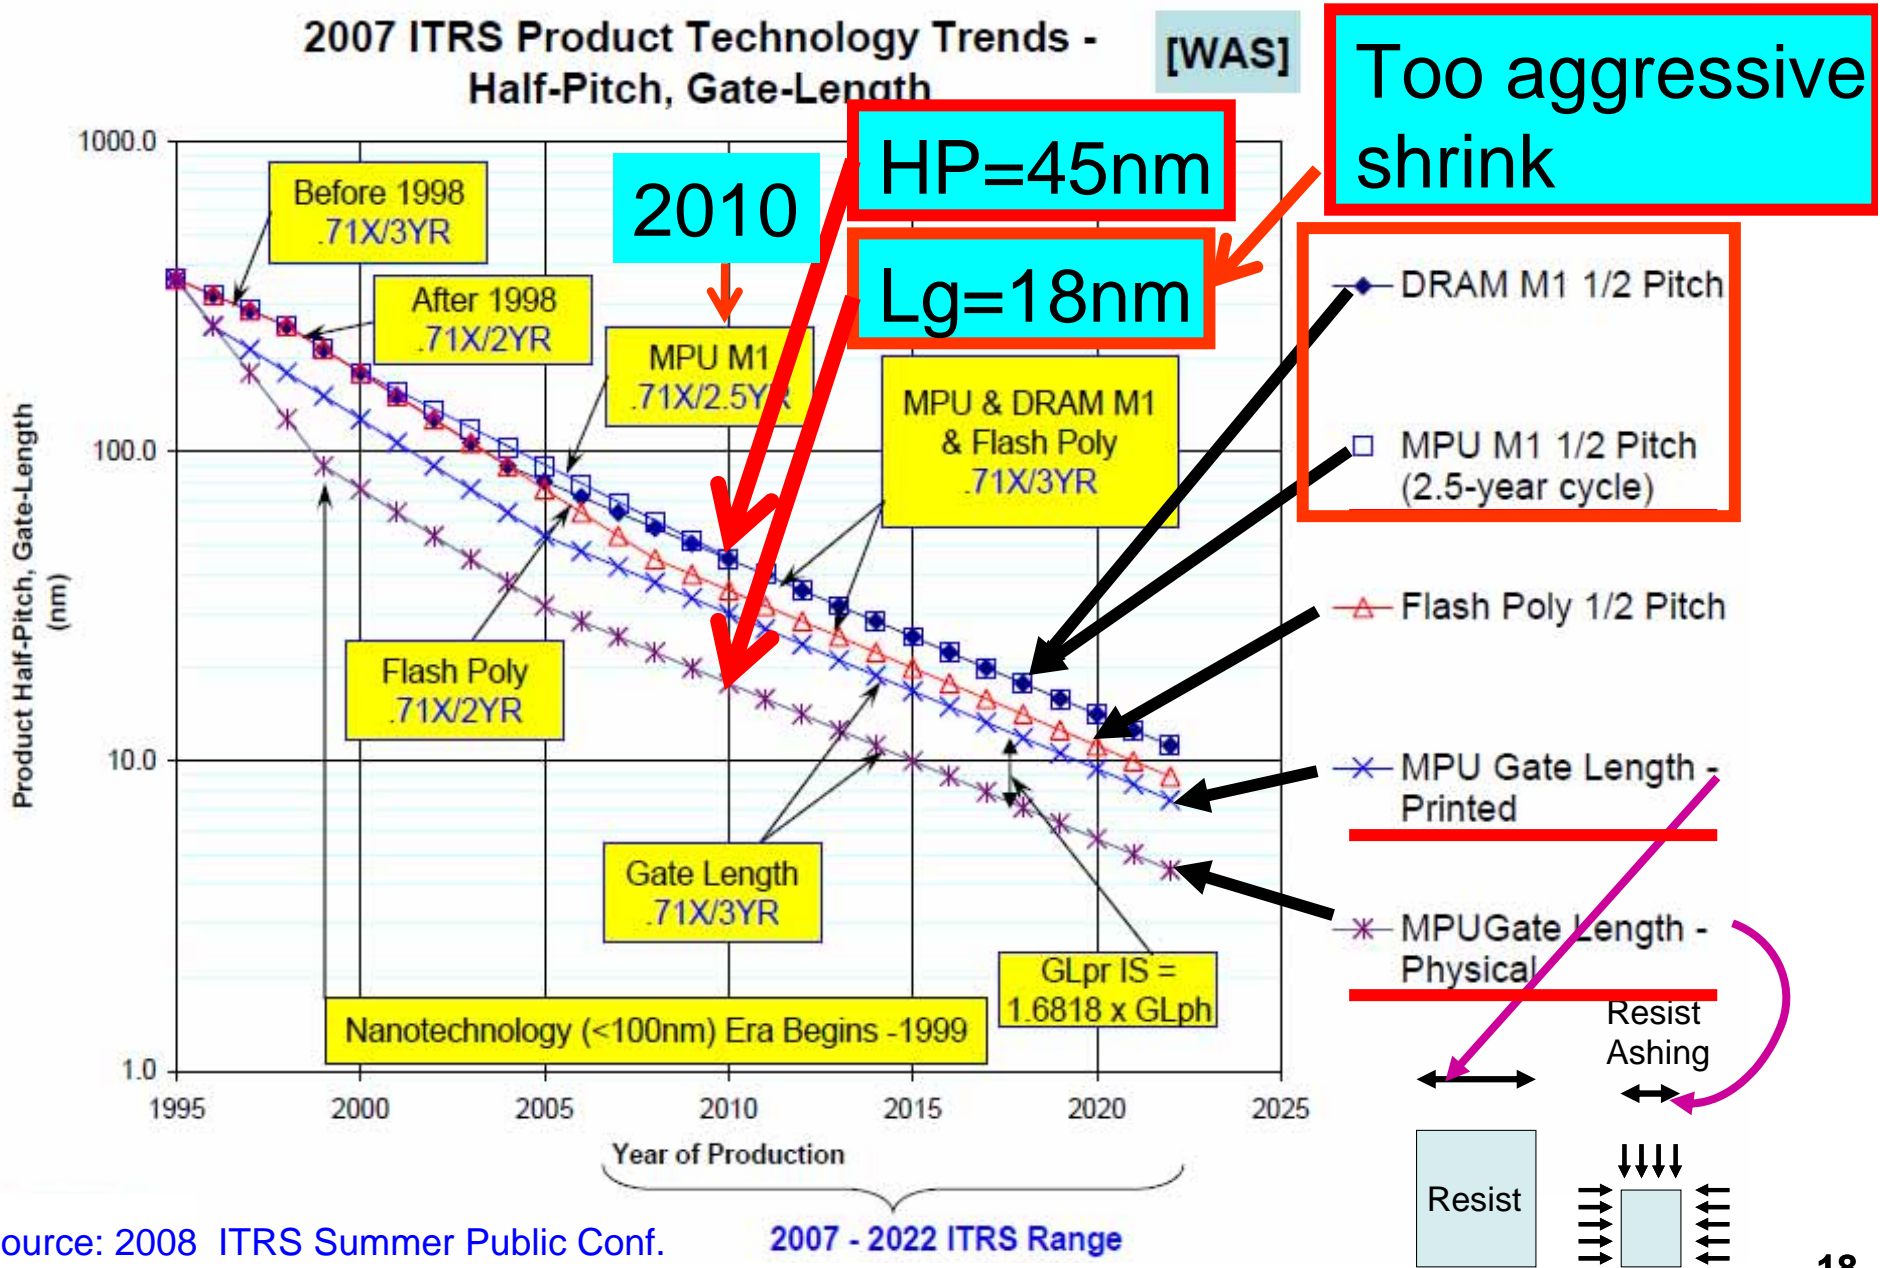 2007 ITRS Product Technology Trends -
Half-Pitch, Gate-Length
[WAS]
Too aggressive
shrink
HP=45nm
2010
Lg=18nm
Before 1998
.71X/3YR
After 1998
.71X/2YR
MPU M1
.71X/2.5YR
MPU & DRAM M1
& Flash Poly
.71X/3YR
Flash Poly
.71X/2YR
Gate Length
.71X/3YR
GLpr IS =
1.6818 x GLph
Nanotechnology (<100nm) Era Begins -1999
DRAM M1 1/2 Pitch
MPU M1 1/2 Pitch
(2.5-year cycle)
Flash Poly 1/2 Pitch
MPU Gate Length -
Printed
MPUGate Length -
Physical
Resist
Ashing
Resist
Product Half-Pitch, Gate-Length
(nm)
1000.0
100.0
10.0
1.0
1995 2000 2005 2010 2015 2020 2025
Year of Production
2007 - 2022 ITRS Range
ource: 2008 ITRS Summer Public Conf.
18